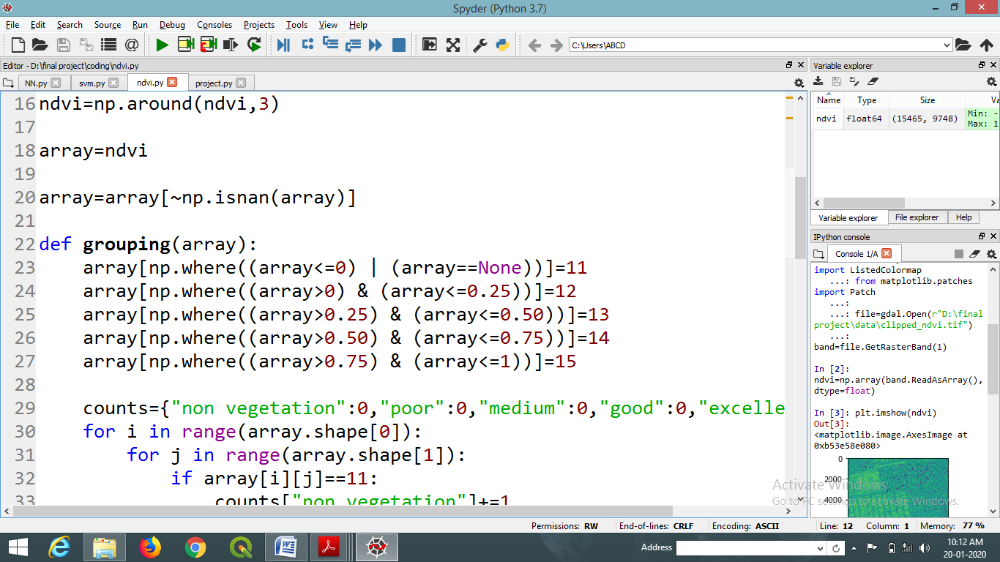 Spyder (Python 3.7)
File Edit Search Source Run Debug Consoles Projects Tools View Help
C:\Users\ABCD
Editor - D:\final project\coding\ndvi.py
NN.py svm.py ndvi.py project.py
16 ndvi=np.around(ndvi,3)
17
18 array=ndvi
19
20 array=array[~np.isnan(array)]
21
22 def grouping(array):
23     array[np.where((array<=0) | (array==None))]=11
24     array[np.where((array>0) & (array<=0.25))]=12
25     array[np.where((array>0.25) & (array<=0.50))]=13
26     array[np.where((array>0.50) & (array<=0.75))]=14
27     array[np.where((array>0.75) & (array<=1))]=15
28
29     counts={"non vegetation":0,"poor":0,"medium":0,"good":0,"excelle
30     for i in range(array.shape[0]):
31         for j in range(array.shape[1]):
32             if array[i][j]==11:
33                 counts["non vegetation"]+=1
Variable explorer
Name Type Size Va
ndvi float64 (15465, 9748) Min: -
Max: 1
Variable explorer File explorer Help
IPython console
Console 1/A
import ListedColormap
...: from matplotlib.patches
import Patch
...:
...: file=gdal.Open(r"D:\final
project\data\clipped_ndvi.tif")
...:
band=file.GetRasterBand(1)
In [2]:
ndvi=np.array(band.ReadAsArray(),
dtype=float)
In [3]: plt.imshow(ndvi)
Out[3]:
<matplotlib.image.AxesImage at
0xb53e58e080>
0
2000
4000
Activate Windows
Go to PC settings to activate Windows.
Permissions: RW End-of-lines: CRLF Encoding: ASCII Line: 12 Column: 1 Memory: 77 %
Address
10:12 AM
20-01-2020